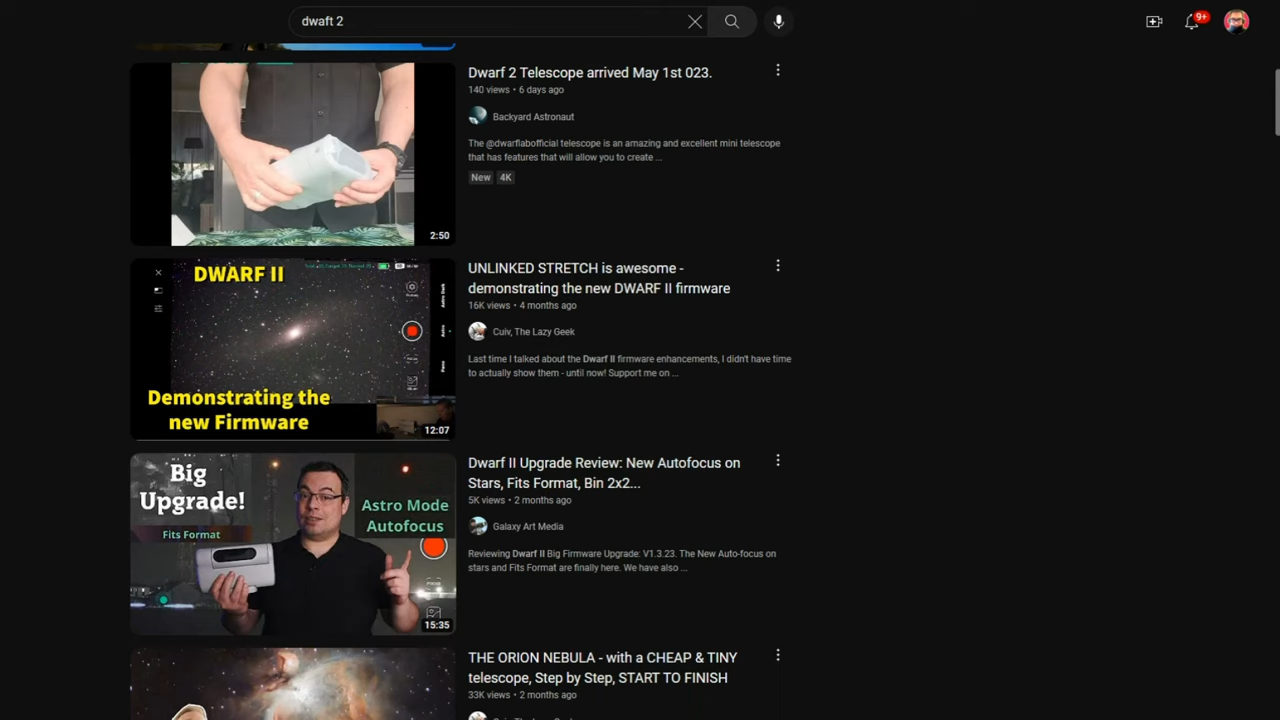 dwaft 2
9+
Dwarf 2 Telescope arrived May 1st 023.
140 views • 6 days ago
Backyard Astronaut
The @dwarflabofficial telescope is an amazing and excellent mini telescope
that has features that will allow you to create ...
New 4K
2:50
DWARF II
Demonstrating the
new Firmware
12:07
UNLINKED STRETCH is awesome -
demonstrating the new DWARF II firmware
16K views • 4 months ago
Cuiv, The Lazy Geek
Last time I talked about the Dwarf II firmware enhancements, I didn't have time
to actually show them - until now! Support me on ...
Big
Upgrade!
Fits Format
Astro Mode
Autofocus
15:35
Dwarf II Upgrade Review: New Autofocus on
Stars, Fits Format, Bin 2x2...
5K views • 2 months ago
Galaxy Art Media
Reviewing Dwarf II Big Firmware Upgrade: V1.3.23. The New Auto-focus on
stars and Fits Format are finally here. We have also ...
THE ORION NEBULA - with a CHEAP & TINY
telescope, Step by Step, START TO FINISH
33K views • 2 months ago